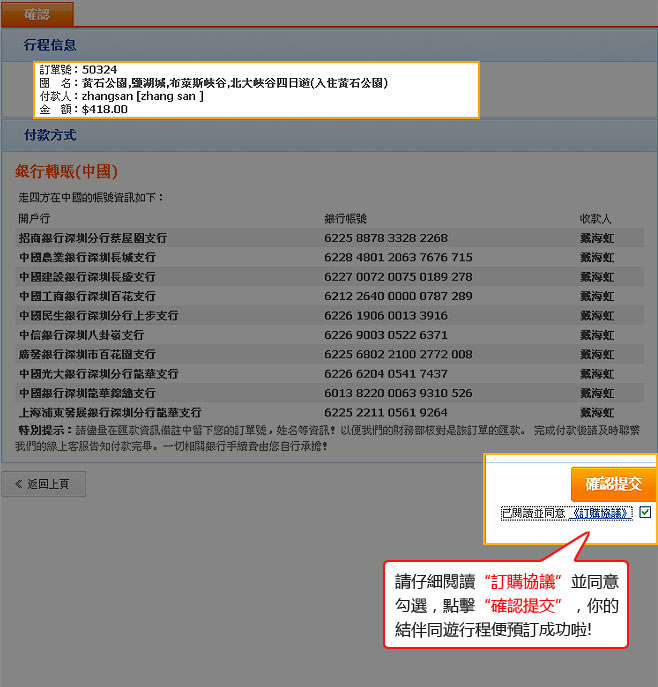 確認
行程信息
訂單號：50324
團　名：黃石公園,鹽湖城,布萊斯峽谷,北大峽谷四日遊(入住黃石公園)
付款人：zhangsan [zhang san ]
金　額：$418.00
付款方式
銀行轉賬(中國)
走四方在中國的帳號資訊如下：
開戶行 銀行帳號 收款人
招商銀行深圳分行荔屋園支行 6225 8878 3328 2268 戴海虹
中國農業銀行深圳長城支行 6228 4801 2063 7676 715 戴海虹
中國建設銀行深圳長盛支行 6227 0072 0075 0189 278 戴海虹
中國工商銀行深圳百花支行 6212 2640 0000 0787 289 戴海虹
中國民生銀行深圳分行上步支行 6226 1906 0013 3916 戴海虹
中信銀行深圳八卦嶺支行 6226 9003 0522 6371 戴海虹
廣發銀行深圳市百花園支行 6225 6802 2100 2772 008 戴海虹
中國光大銀行深圳分行龍華支行 6226 6204 0541 7437 戴海虹
中國銀行深圳龍華錦繡支行 6013 8220 0063 9310 526 戴海虹
上海浦東發展銀行深圳分行龍華支行 6225 2211 0561 9264 戴海虹
特別提示：請儘量在匯款資訊備註中留下您的訂單號，姓名等資訊！以便我們的財務部核對是該訂單的匯款。 完成付款後請及時聯繫
我們的線上客服告知付款完畢。一切相關銀行手續費由您自行承擔！
≪ 返回上頁
確認提交
已閱讀並同意 《訂購協議》
請仔細閱讀“訂購協議”並同意
勾選，點擊“確認提交”，你的
結伴同遊行程便預訂成功啦!